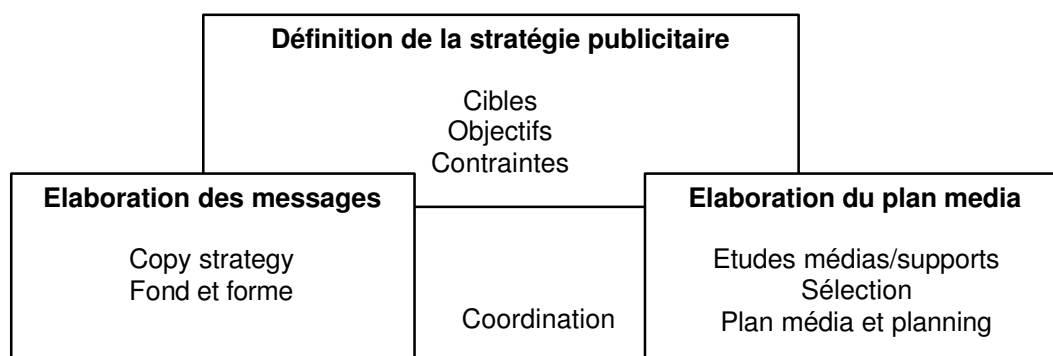 Définition de la stratégie publicitaire
Cibles
Objectifs
Contraintes
Elaboration des messages
Copy strategy
Fond et forme
Coordination
Elaboration du plan media
Etudes médias/supports
Sélection
Plan média et planning